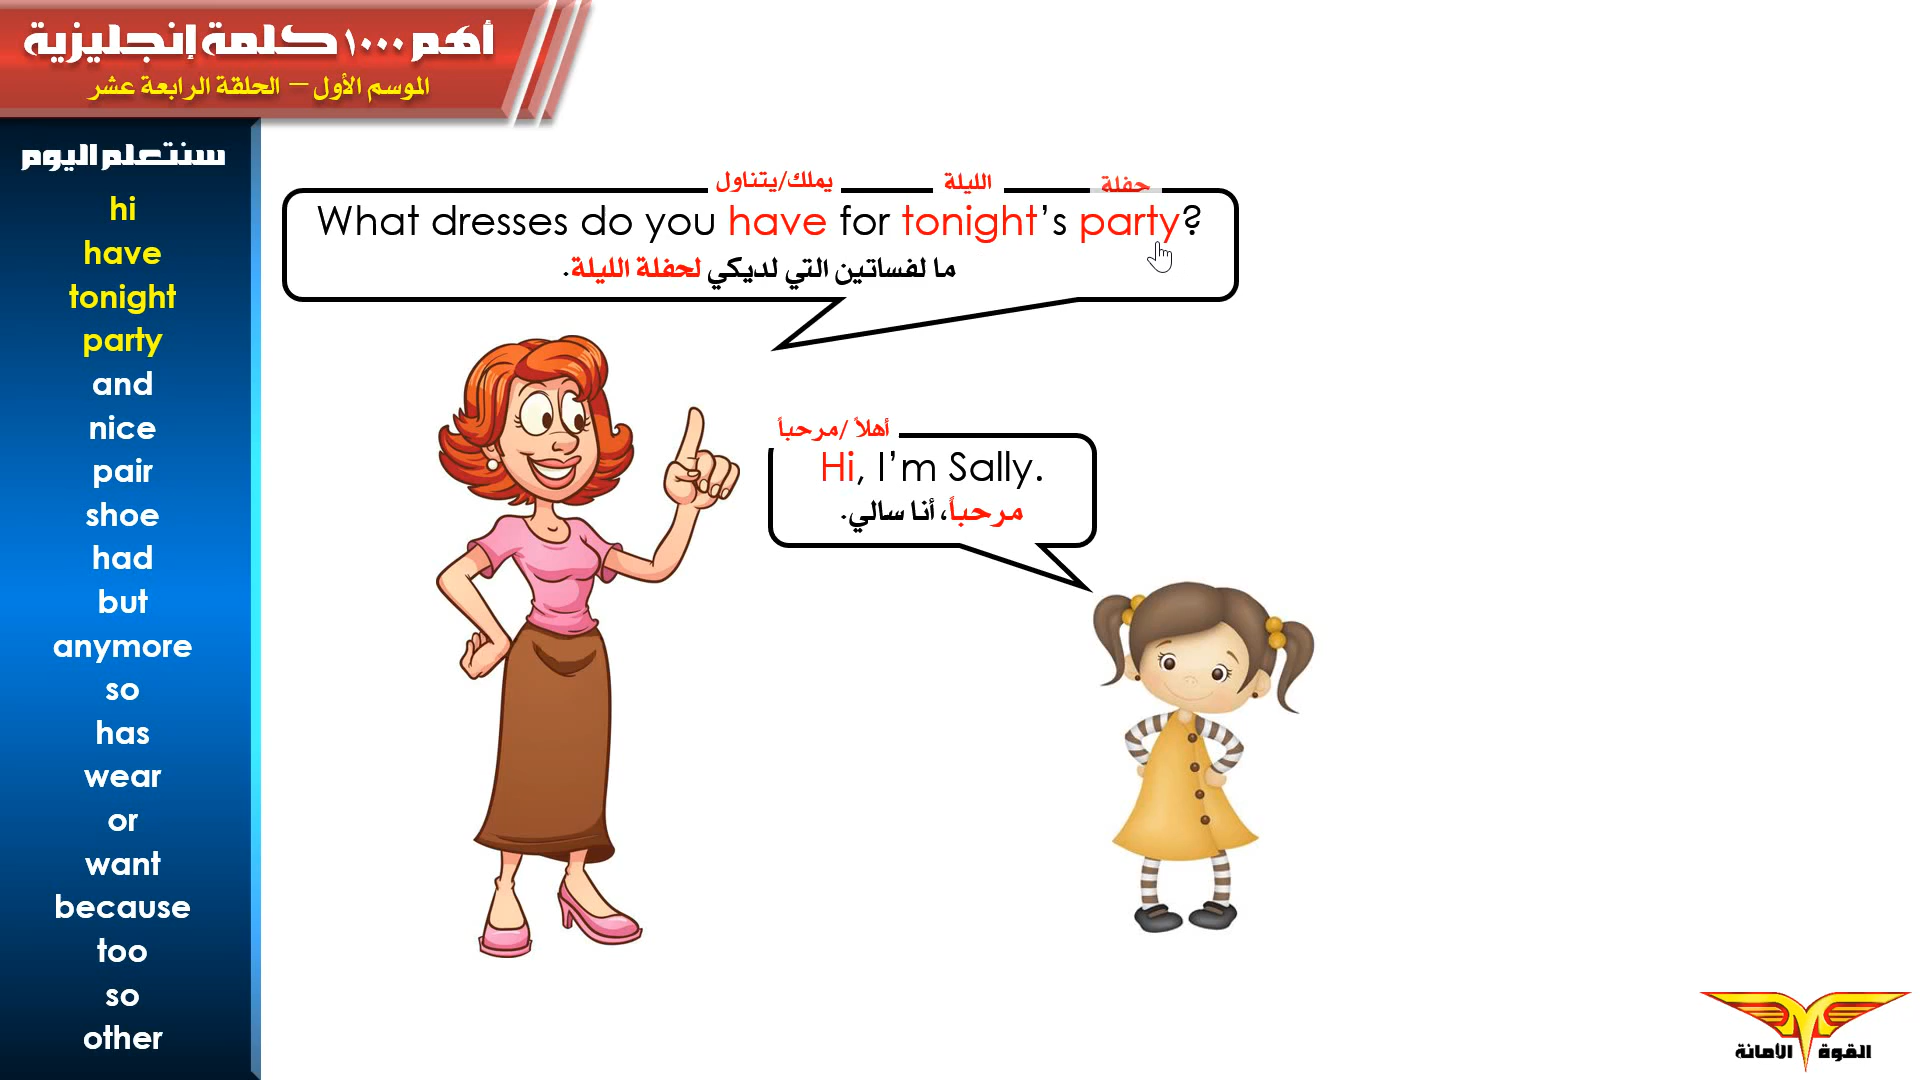 أهم ١٠٠٠ كلمة إنجليزية
الموسم الأول – الحلقة الرابعة عشر
سنتعلم اليوم
hi
have
tonight
party
and
nice
pair
shoe
had
but
anymore
so
has
wear
or
want
because
too
so
other
يملك/يتناول الليلة حفلة
What dresses do you have for tonight’s party?
ما لفساتين التي لديكي لحفلة الليلة.
أهلاً /مرحباً
Hi, I’m Sally.
مرحباً، أنا سالي.
القوة الأمانة